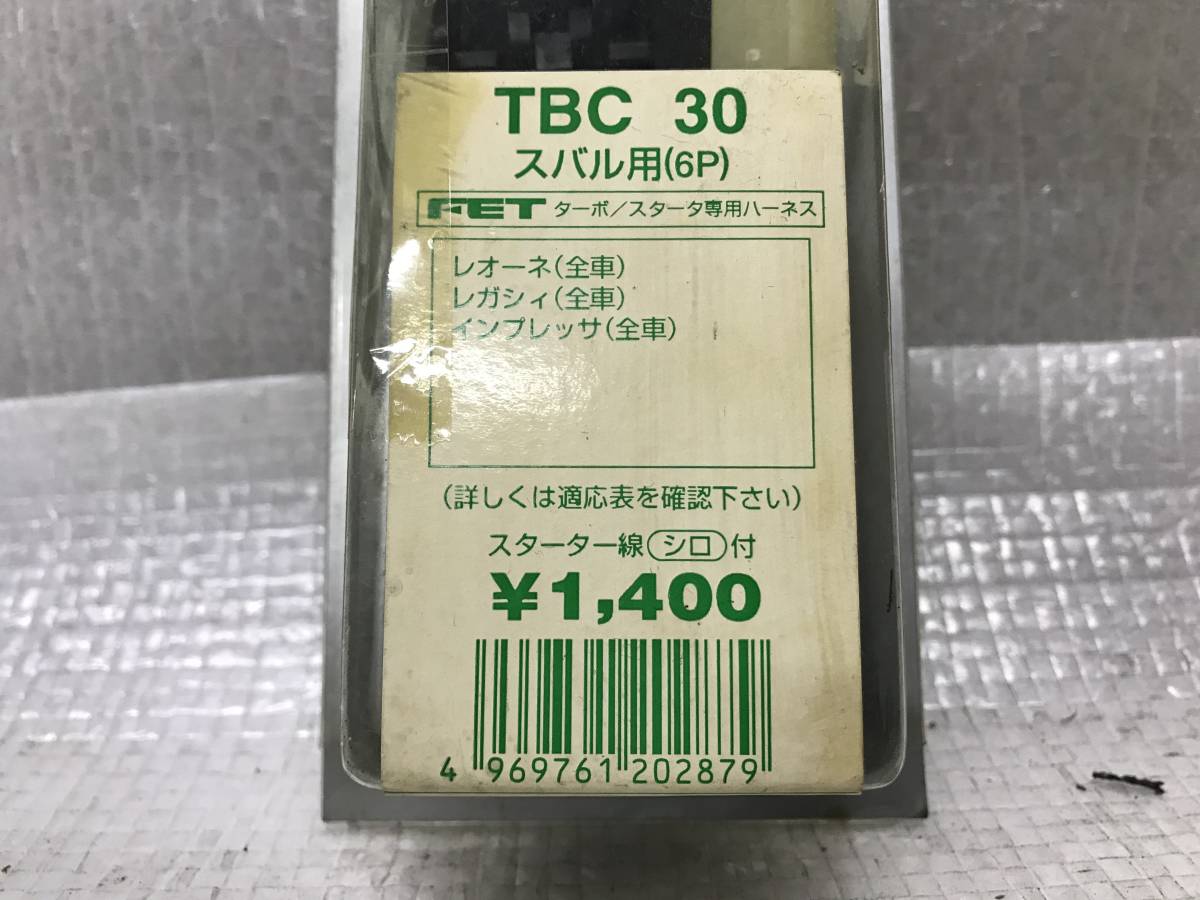 TBC 30
スバル用(6P)
FET ターボ/スタータ専用ハーネス
レオーネ(全車)
レガシィ(全車)
インプレッサ(全車)
(詳しくは適応表を確認下さい)
スターター線(シロ)付
¥1,400
4 969761 202879